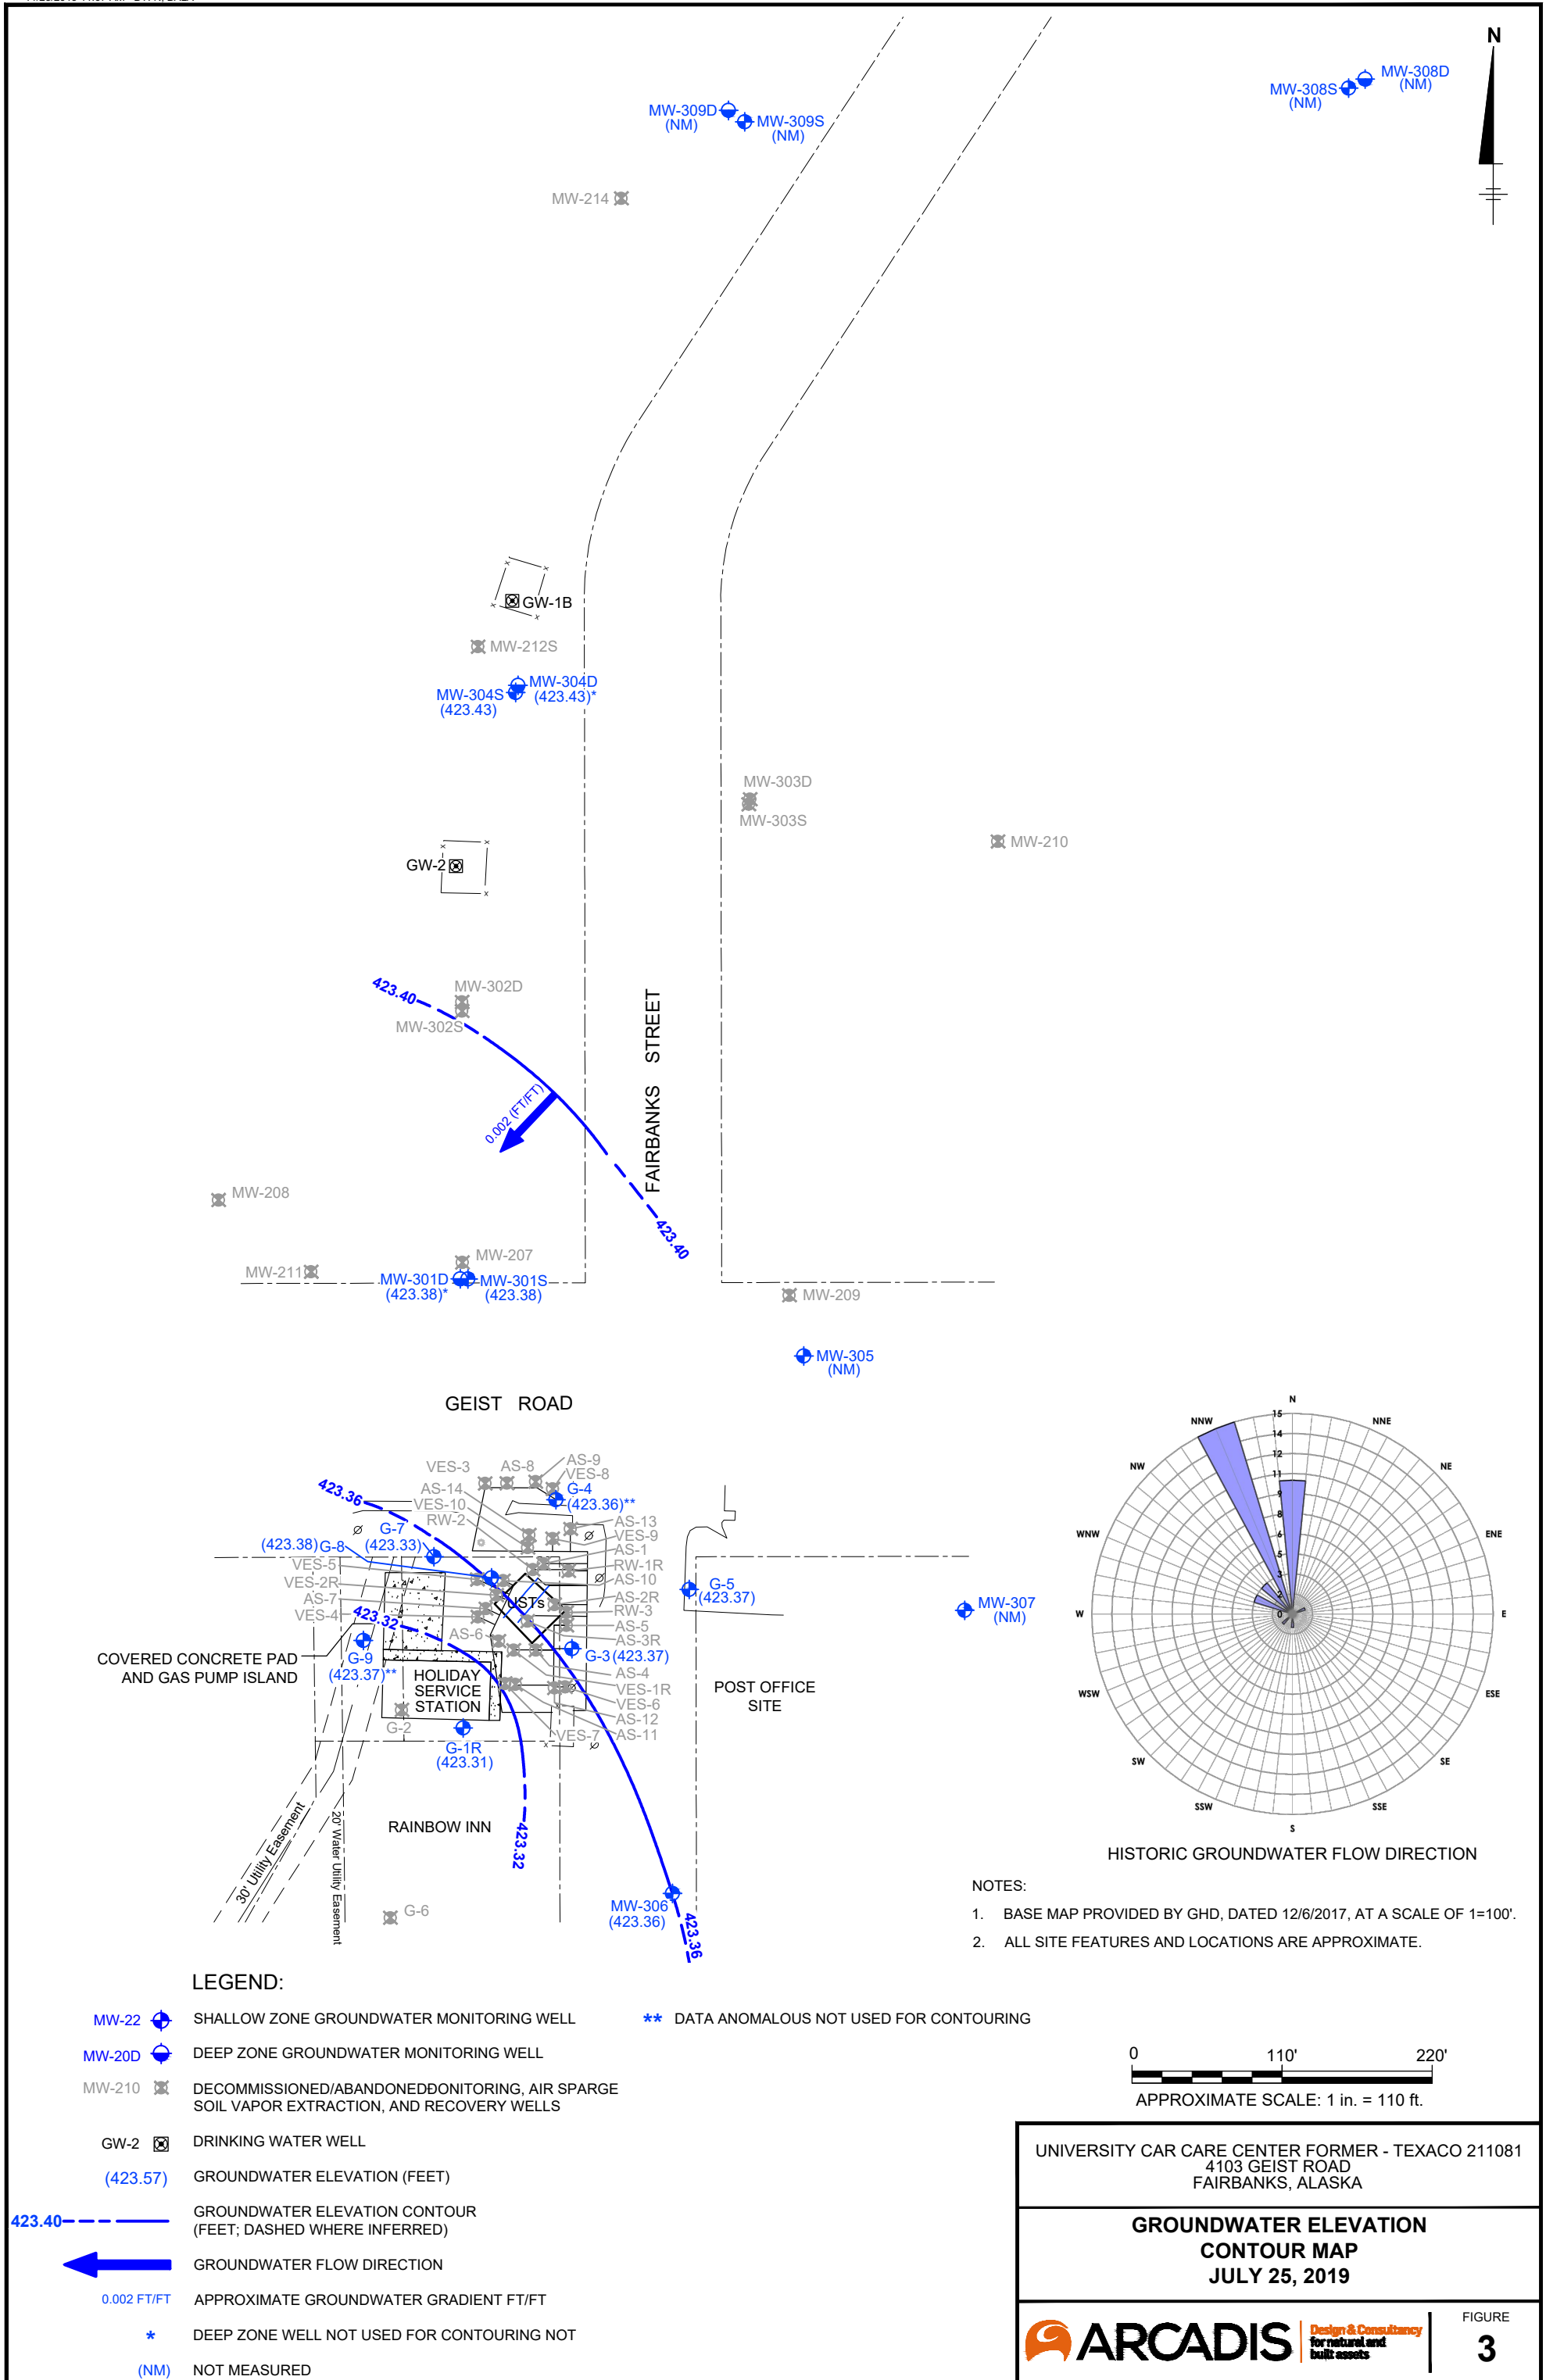 N
MW-308D
(NM)
MW-308S
(NM)
MW-309D
(NM)
MW-309S
(NM)
MW-214
GW-1B
MW-212S
MW-304D
(423.43)*
MW-304S
(423.43)
MW-303D
MW-303S
MW-210
GW-2
423.40
MW-302D
MW-302S
0.002 (FT/FT)
FAIRBANKS STREET
423.40
MW-208
MW-207
MW-211
MW-301D
(423.38)*
MW-301S
(423.38)
MW-209
MW-305
(NM)
GEIST ROAD
423.36
VES-3
AS-8
AS-9
VES-8
G-4
(423.36)**
AS-14
VES-10
RW-2
G-7
(423.33)
(423.38)G-8
VES-5
VES-2R
AS-7
VES-4
423.32
AS-13
VES-9
AS-1
RW-1R
AS-10
AS-2R
RW-3
AS-5
AS-3R
G-3(423.37)
AS-4
VES-1R
VES-6
AS-12
AS-11
VES-7
USTs
AS-6
G-5
(423.37)
MW-307
(NM)
COVERED CONCRETE PAD
AND GAS PUMP ISLAND
G-9
(423.37)**
HOLIDAY
SERVICE
STATION
G-2
G-1R
(423.31)
POST OFFICE
SITE
RAINBOW INN
423.32
30' Utility Easement
20' Water Utility Easement
G-6
MW-306
(423.36)
423.36
N
NNE
NE
ENE
E
ESE
SE
SSE
S
SSW
SW
WSW
W
WNW
NW
NNW
15
14
12
11
9
8
6
5
3
2
0
HISTORIC GROUNDWATER FLOW DIRECTION
NOTES:
1. BASE MAP PROVIDED BY GHD, DATED 12/6/2017, AT A SCALE OF 1=100'.
2. ALL SITE FEATURES AND LOCATIONS ARE APPROXIMATE.
LEGEND:
MW-22 SHALLOW ZONE GROUNDWATER MONITORING WELL
** DATA ANOMALOUS NOT USED FOR CONTOURING
MW-20D DEEP ZONE GROUNDWATER MONITORING WELL
MW-210 DECOMMISSIONED/ABANDONEDDONITORING, AIR SPARGE
SOIL VAPOR EXTRACTION, AND RECOVERY WELLS
GW-2 DRINKING WATER WELL
(423.57) GROUNDWATER ELEVATION (FEET)
423.40 GROUNDWATER ELEVATION CONTOUR
(FEET; DASHED WHERE INFERRED)
GROUNDWATER FLOW DIRECTION
0.002 FT/FT APPROXIMATE GROUNDWATER GRADIENT FT/FT
* DEEP ZONE WELL NOT USED FOR CONTOURING NOT
(NM) NOT MEASURED
0 110' 220'
APPROXIMATE SCALE: 1 in. = 110 ft.
UNIVERSITY CAR CARE CENTER FORMER - TEXACO 211081
4103 GEIST ROAD
FAIRBANKS, ALASKA
GROUNDWATER ELEVATION
CONTOUR MAP
JULY 25, 2019
ARCADIS
Design & Consultancy
for natural and
built assets
FIGURE
3